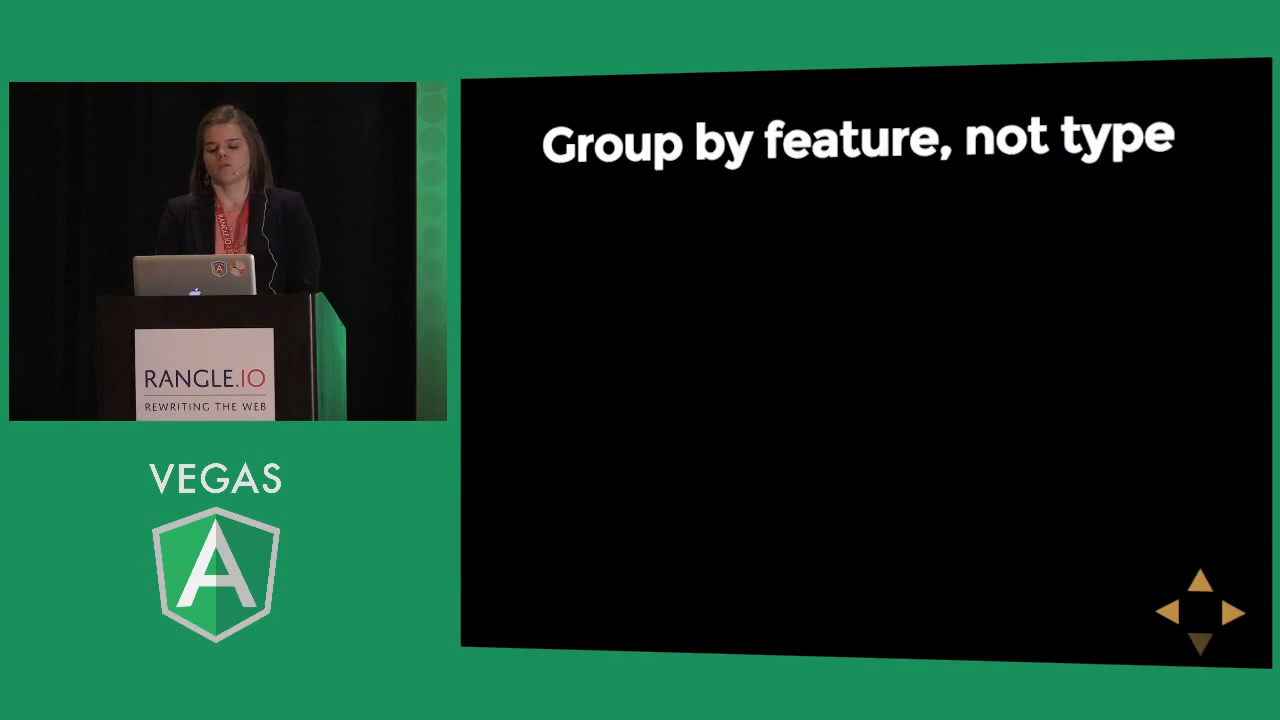 Group by feature, not type
RANGLE.IO
REWRITING THE WEB
VEGAS
A